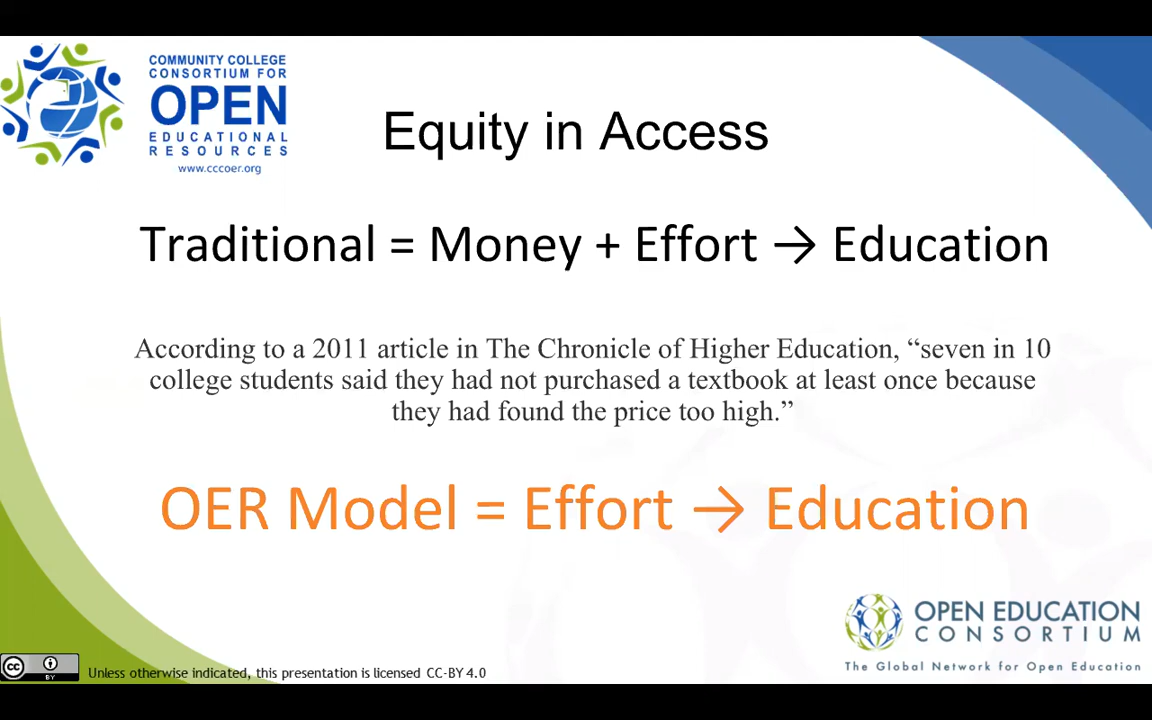 COMMUNITY COLLEGE
CONSORTIUM FOR
OPEN
EDUCATIONAL
RESOURCES
www.cccoer.org
Equity in Access
Traditional = Money + Effort → Education
According to a 2011 article in The Chronicle of Higher Education, “seven in 10
college students said they had not purchased a textbook at least once because
they had found the price too high.”
OER Model = Effort → Education
OPEN EDUCATION
CONSORTIUM
The Global Network for Open Education
cc BY
Unless otherwise indicated, this presentation is licensed CC-BY 4.0